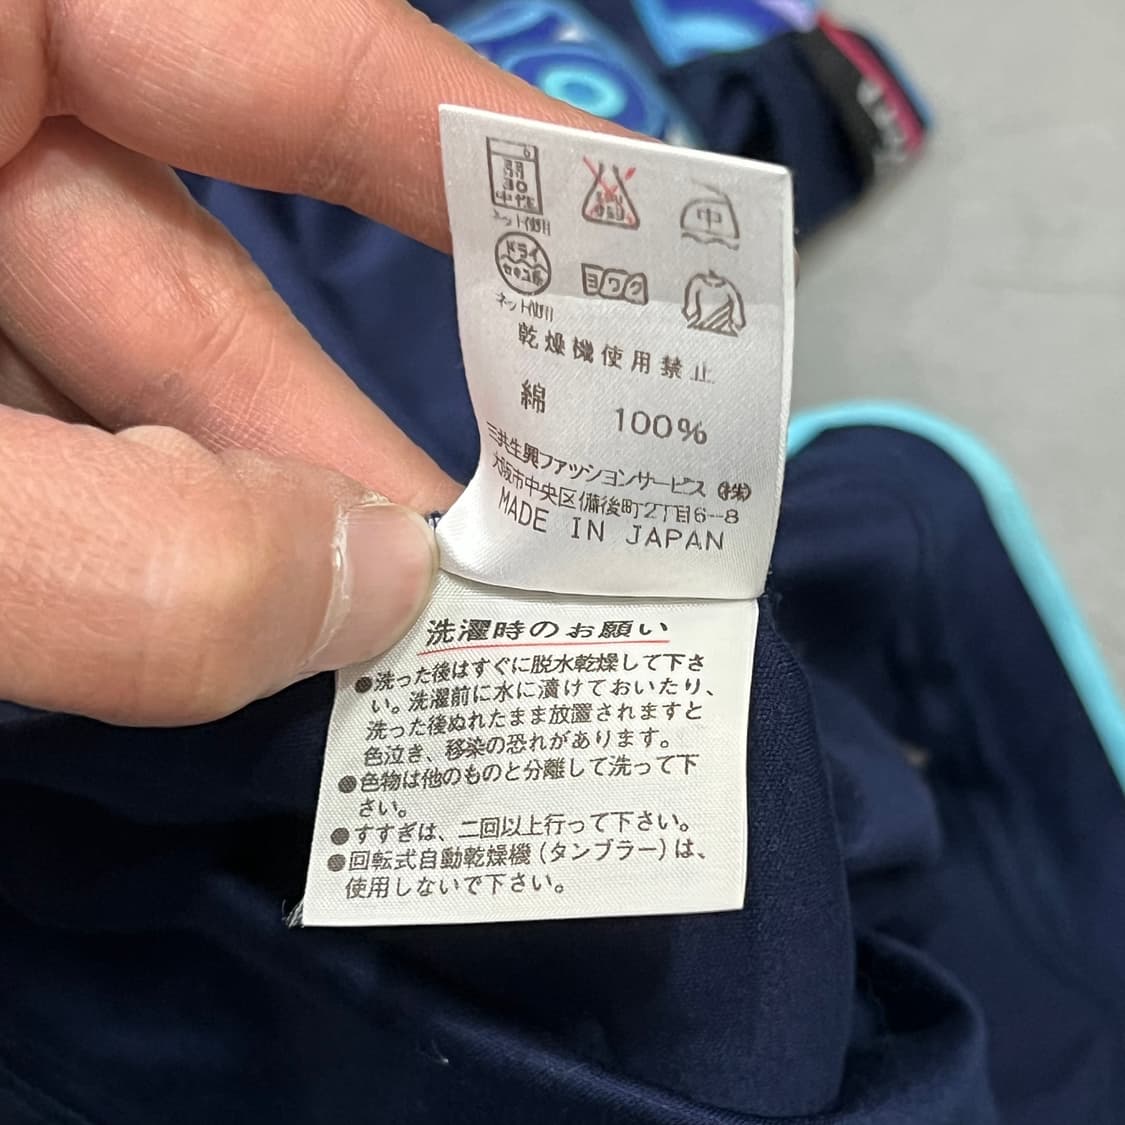 弱
30
中性
ネット使用
中
ドライ
セキユ系
ヨワク
ネット使用
乾燥機使用禁止
綿 100%
三共生興ファッションサービス(株)
大阪市中央区備後町2丁目6-8
MADE IN JAPAN
洗濯時のお願い
●洗った後はすぐに脱水乾燥して下さ
い。洗濯前に水に漬けておいたり、
洗った後ぬれたまま放置されますと
色泣き、移染の恐れがあります。
●色物は他のものと分離して洗って下
さい。
●すすぎは、二回以上行って下さい。
●回転式自動乾燥機(タンブラー)は、
使用しないで下さい。